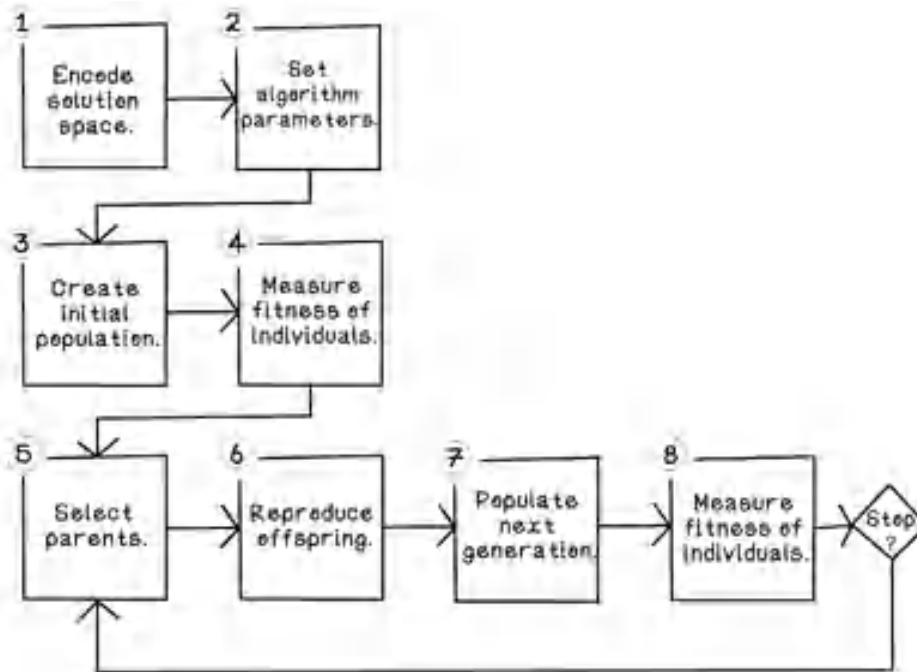 1
Encode
solution
space.
2
Set
algorithm
parameters.
3
Create
initial
population.
4
Measure
fitness of
individuals.
5
Select
parents.
6
Reproduce
offspring.
7
Populate
next
generation.
8
Measure
fitness of
individuals.
Stop
?